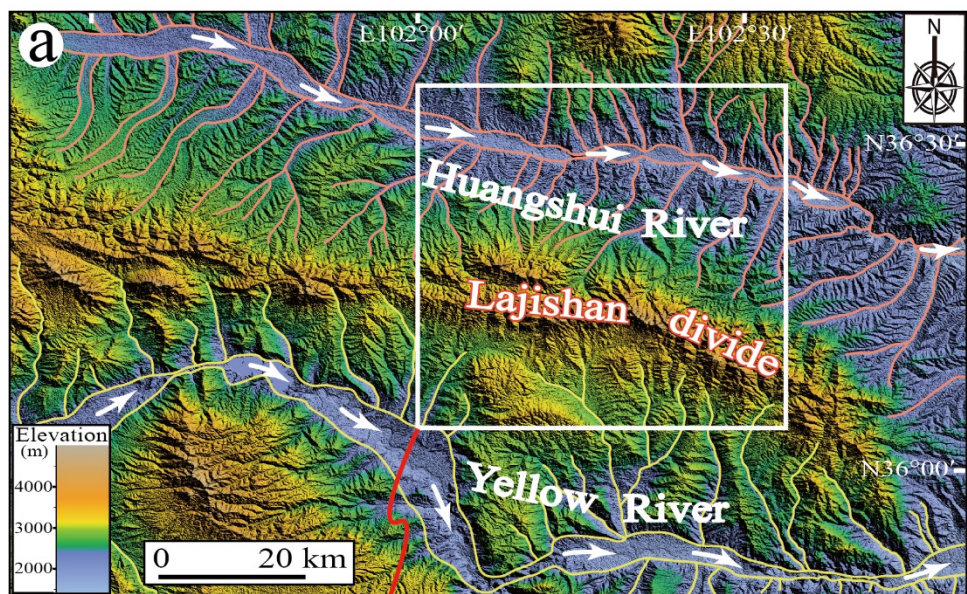 a
E102°00′
E102°30′
N
N36°30′
Huangshui River
Lajishan divide
N36°00′
Elevation
(m)
4000
3000
2000
Yellow River
0 20 km